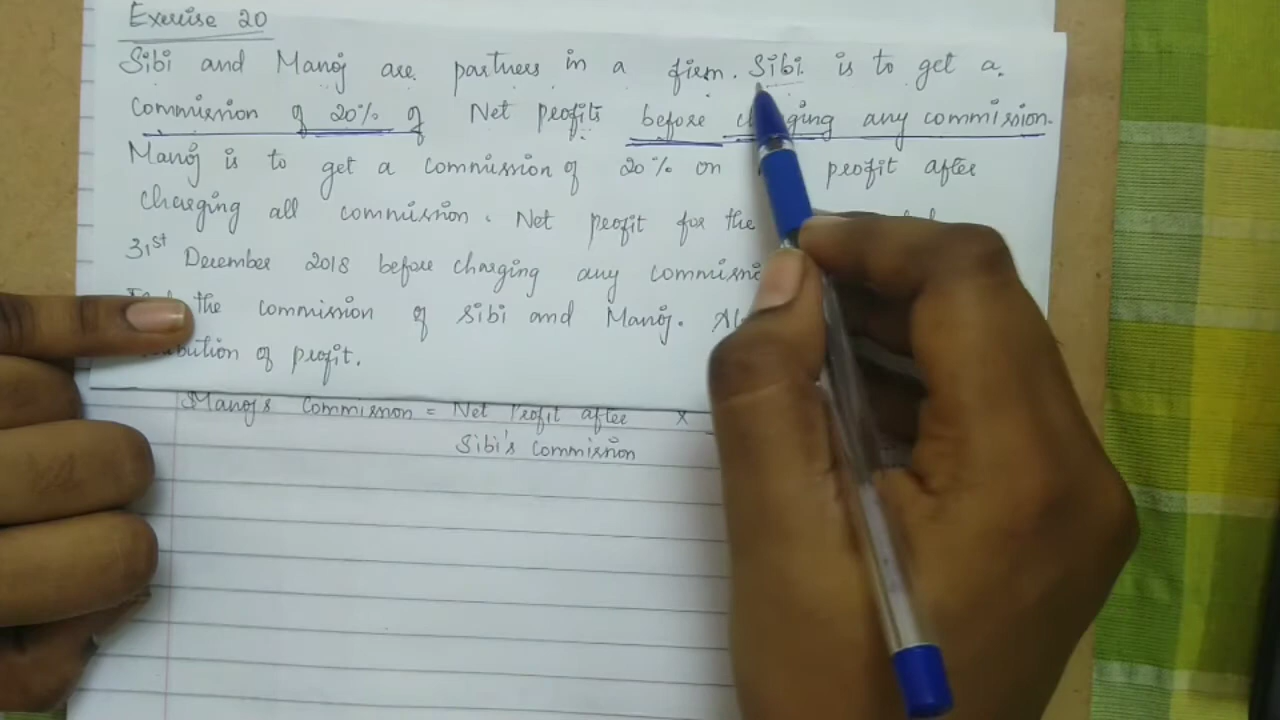 Exercise 20
Sibi and Manoj are partners in a firm. Sibi is to get a
Commission of 20% of Net profits before charging any commission.
Manoj is to get a commission of 20% on profit after
Charging all commission. Net profit for the
31st December 2018 before charging any
the commission of Sibi and Manoj.
of profit.
Manoj's Commission = Net Profit after ×
Sibi's Commission